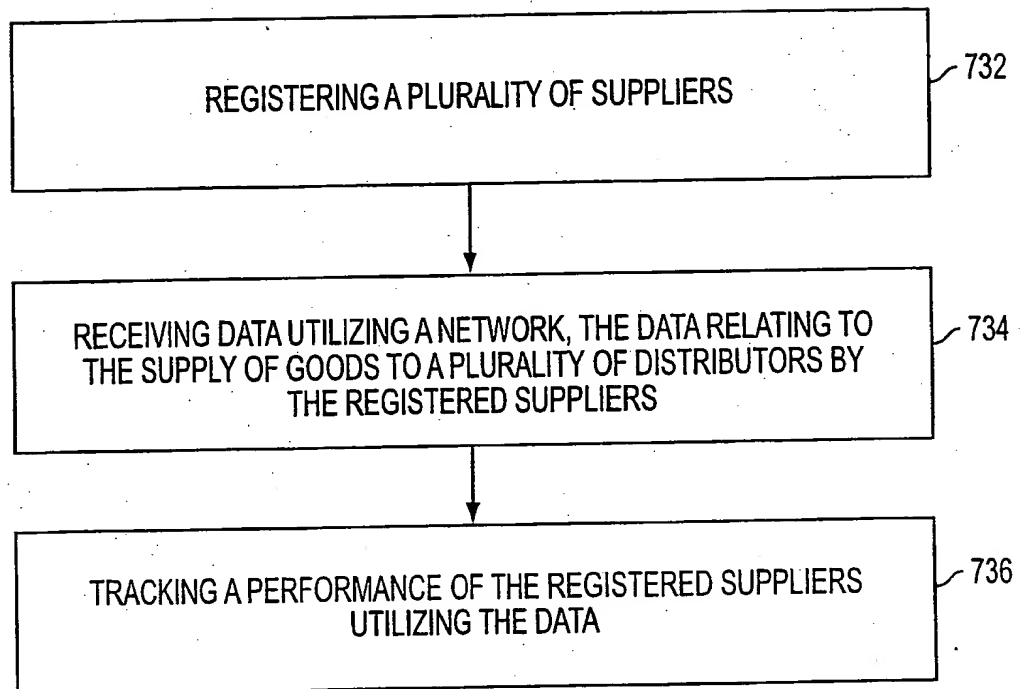 REGISTERING A PLURALITY OF SUPPLIERS
732
RECEIVING DATA UTILIZING A NETWORK, THE DATA RELATING TO
THE SUPPLY OF GOODS TO A PLURALITY OF DISTRIBUTORS BY
THE REGISTERED SUPPLIERS
734
TRACKING A PERFORMANCE OF THE REGISTERED SUPPLIERS
UTILIZING THE DATA
736